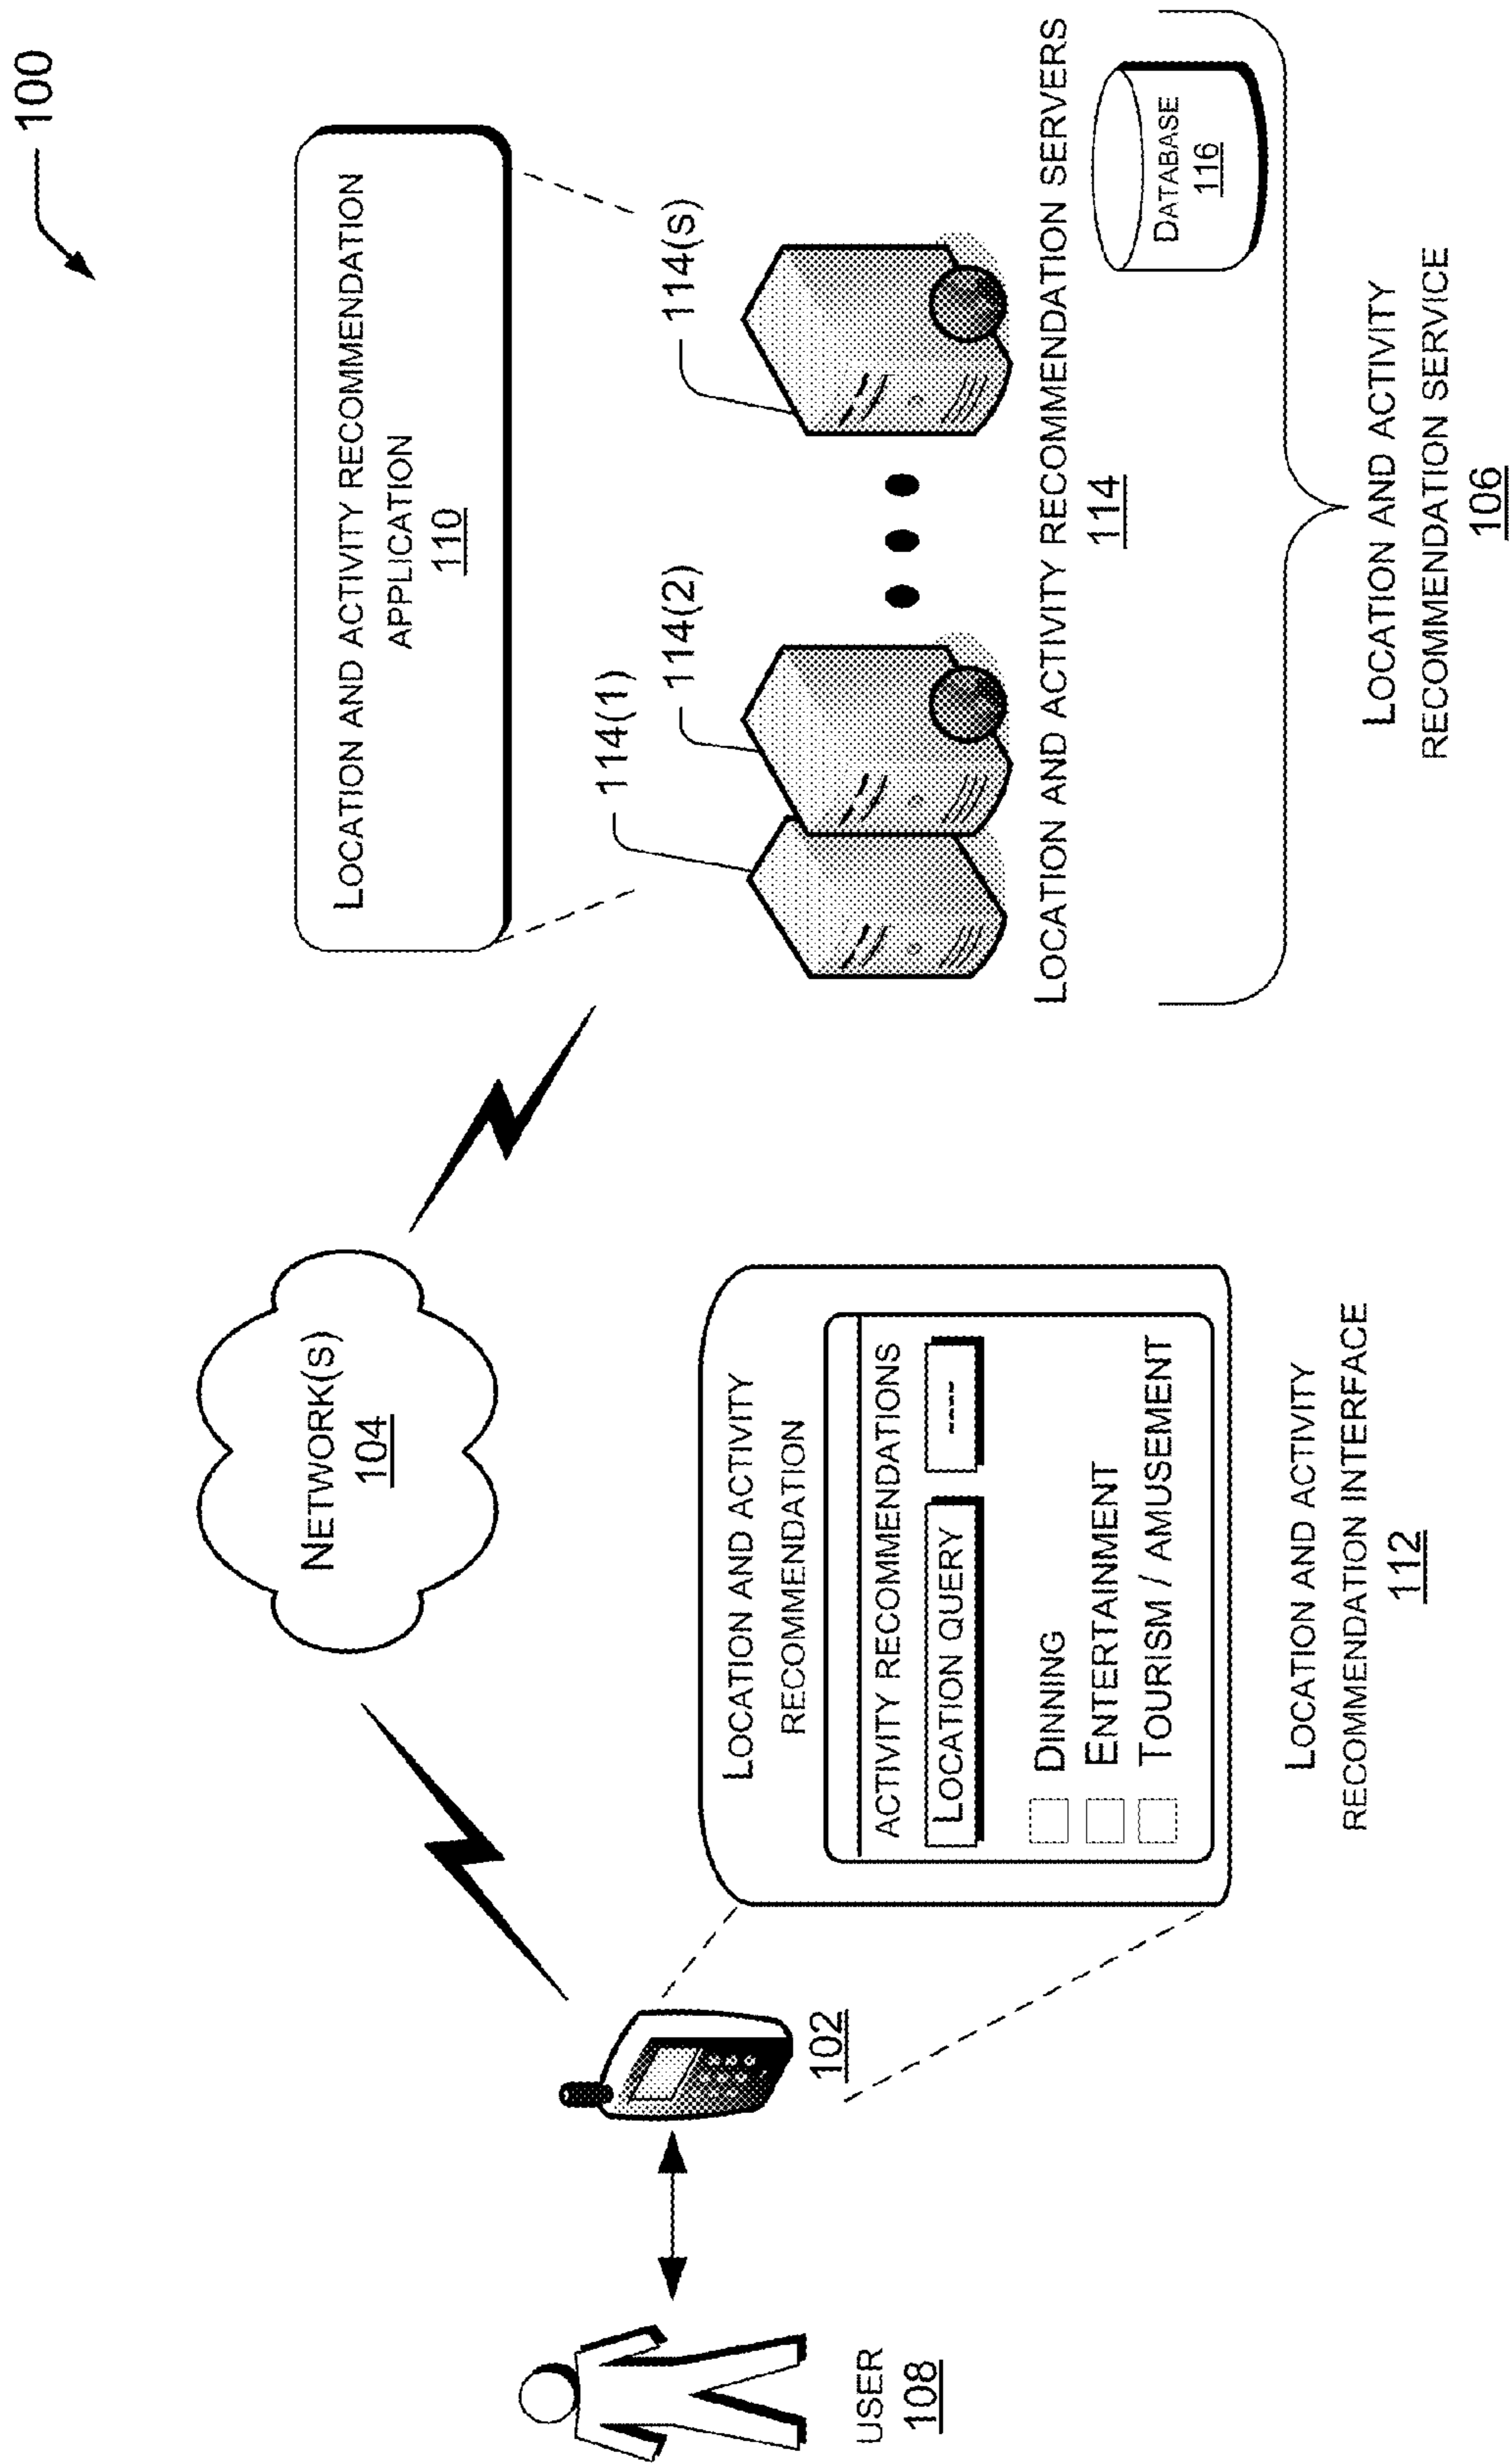 100
LOCATION AND ACTIVITY RECOMMENDATION
APPLICATION
110
NETWORK(S)
104
114(1)
114(2)
114(S)
LOCATION AND ACTIVITY RECOMMENDATION SERVERS
114
DATABASE
116
LOCATION AND ACTIVITY
RECOMMENDATION SERVICE
106
USER
108
102
LOCATION AND ACTIVITY
RECOMMENDATION
ACTIVITY RECOMMENDATIONS
LOCATION QUERY ----
DINNING
ENTERTAINMENT
TOURISM / AMUSEMENT
LOCATION AND ACTIVITY
RECOMMENDATION INTERFACE
112